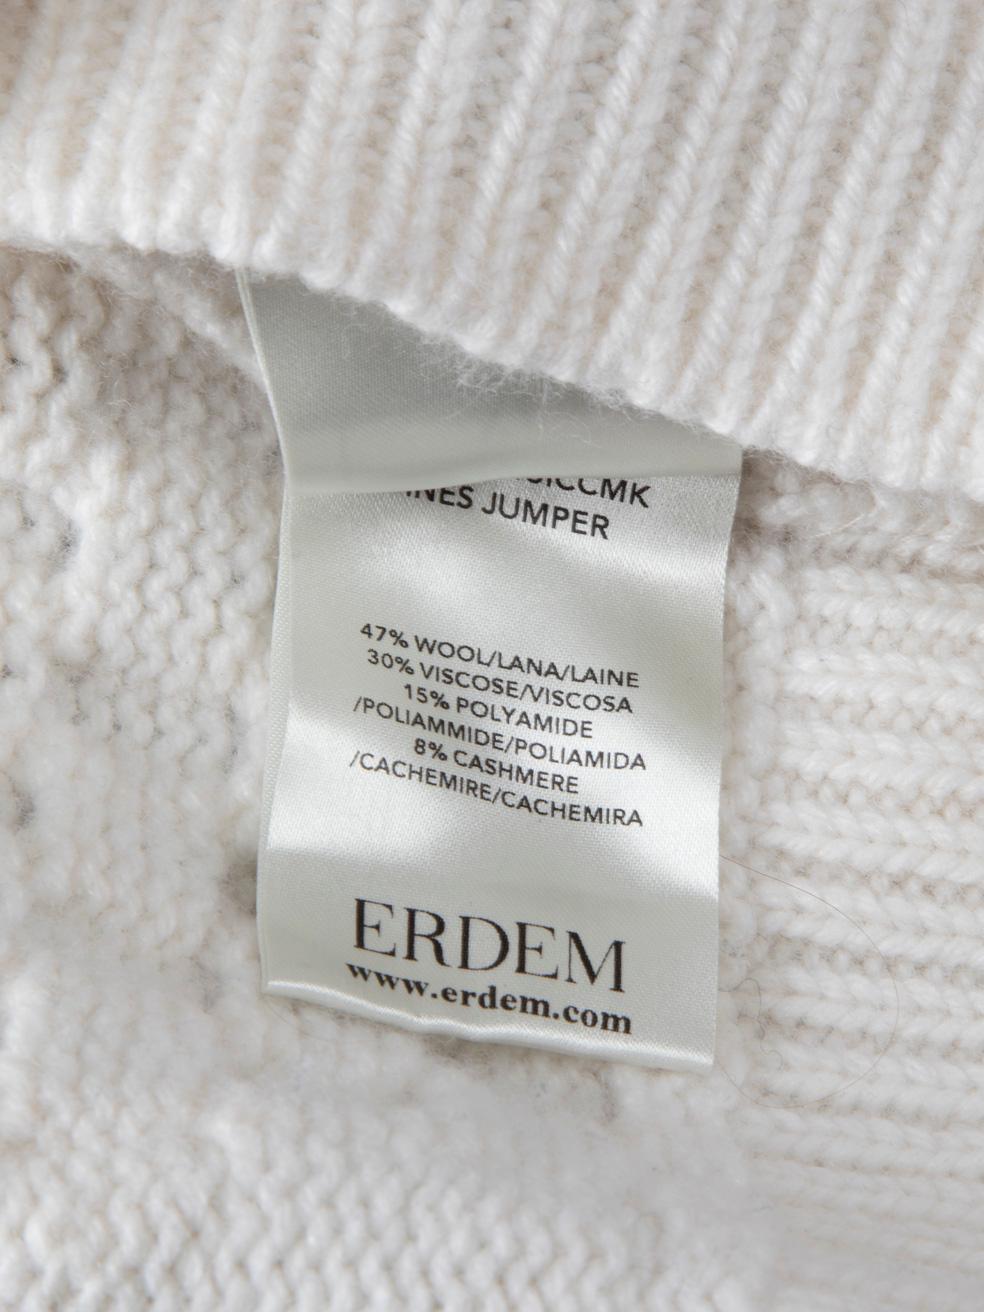 JUMPER
47% WOOL/LANA/LAINE
30% VISCOSE/VISCOSA
15% POLYAMIDE
/POLIAMMIDE/POLIAMIDA
8% CASHMERE
/CACHEMIRE/CACHEMIRA
ERDEM
www.erdem.com